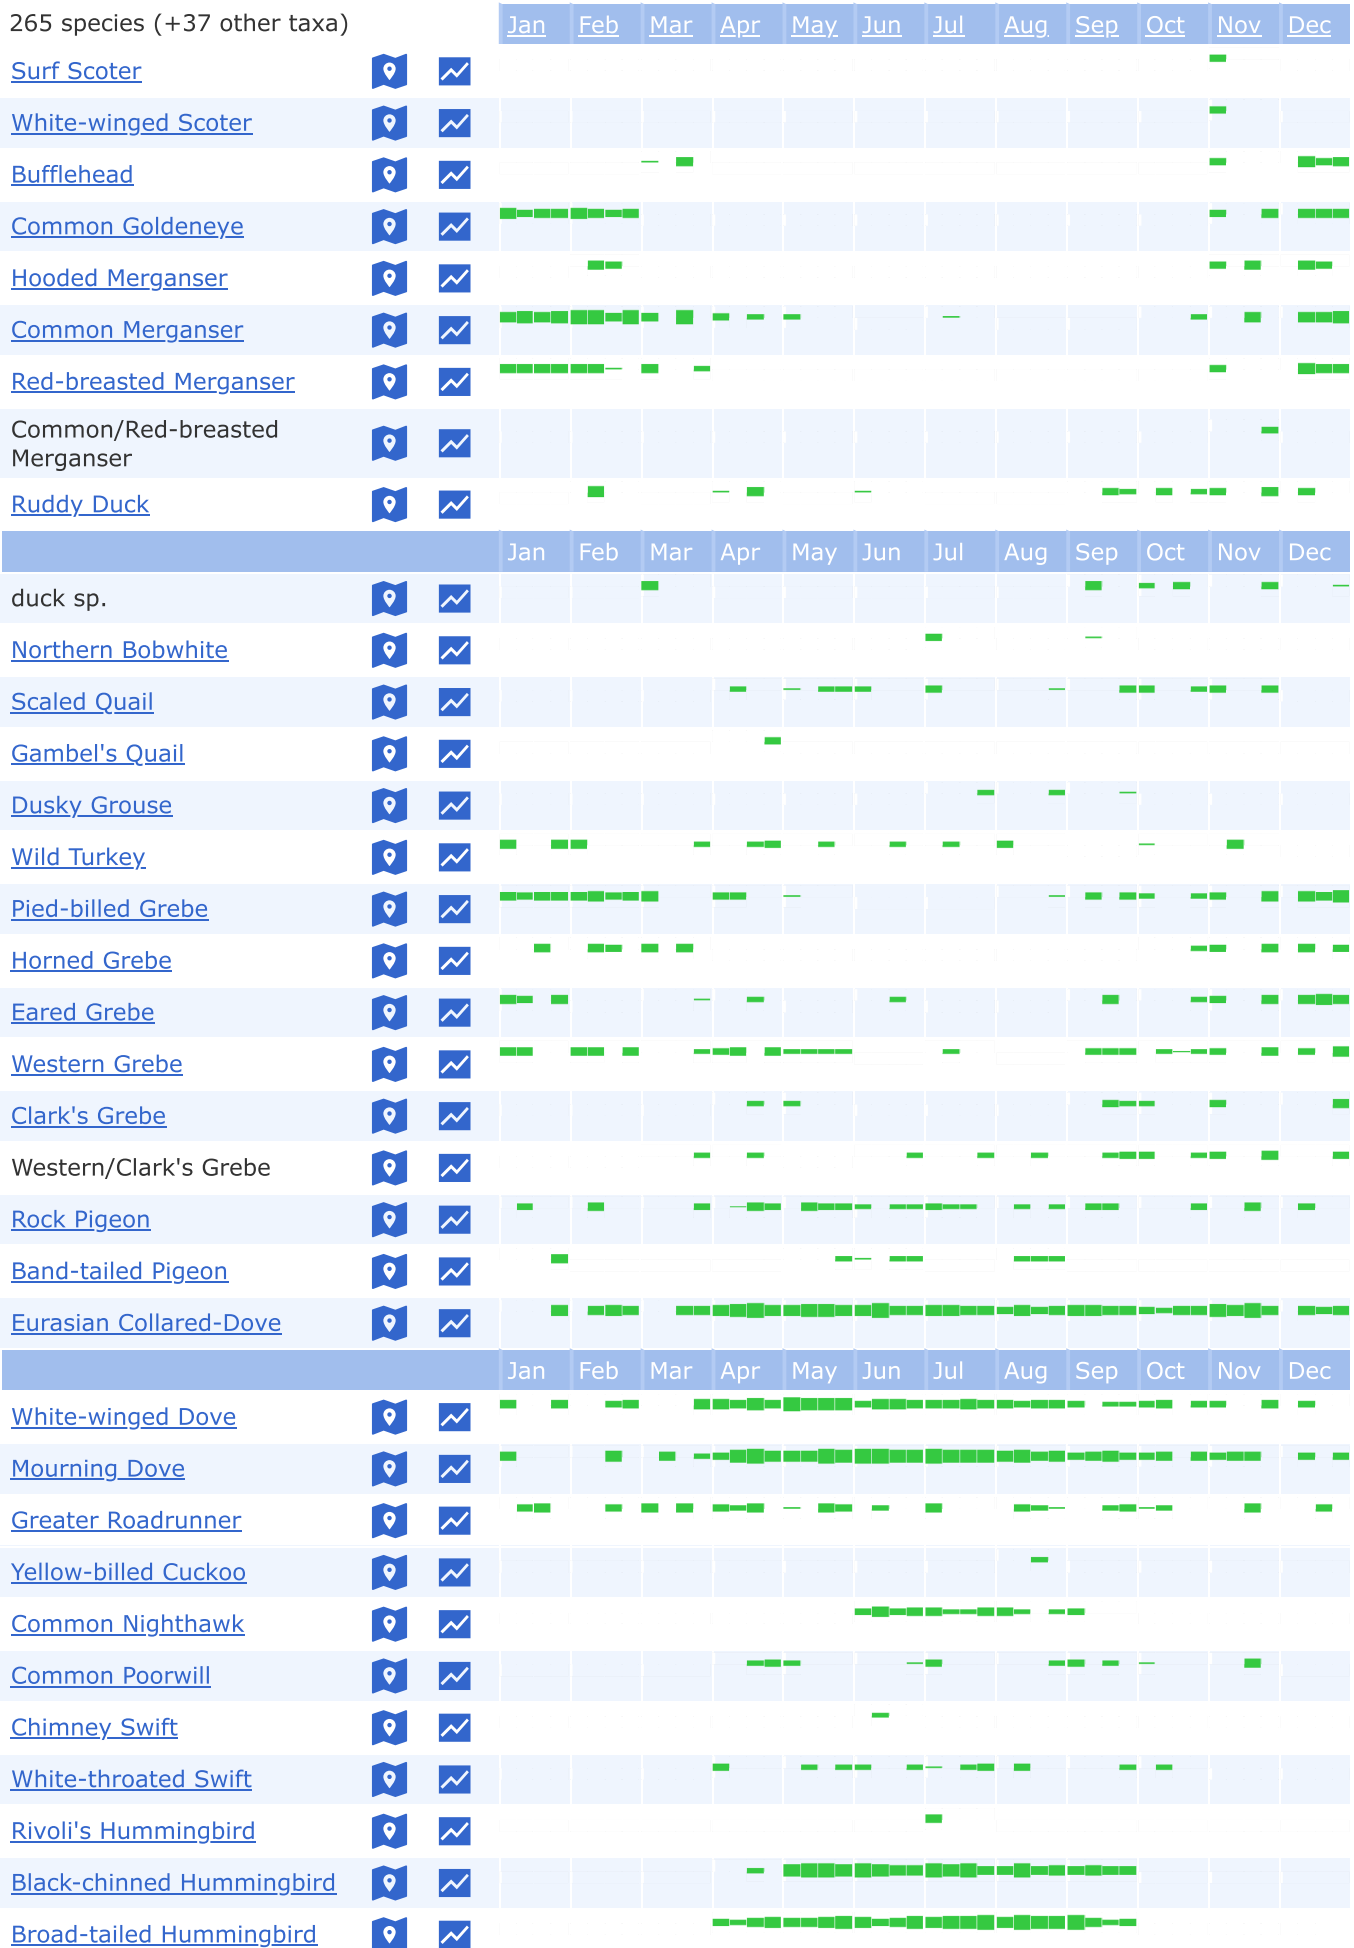 265 species (+37 other taxa) Jan Feb Mar Apr May Jun Jul Aug Sep Oct Nov Dec
Surf Scoter
White-winged Scoter
Bufflehead
Common Goldeneye
Hooded Merganser
Common Merganser
Red-breasted Merganser
Common/Red-breasted
Merganser
Ruddy Duck
Jan Feb Mar Apr May Jun Jul Aug Sep Oct Nov Dec
duck sp.
Northern Bobwhite
Scaled Quail
Gambel's Quail
Dusky Grouse
Wild Turkey
Pied-billed Grebe
Horned Grebe
Eared Grebe
Western Grebe
Clark's Grebe
Western/Clark's Grebe
Rock Pigeon
Band-tailed Pigeon
Eurasian Collared-Dove
Jan Feb Mar Apr May Jun Jul Aug Sep Oct Nov Dec
White-winged Dove
Mourning Dove
Greater Roadrunner
Yellow-billed Cuckoo
Common Nighthawk
Common Poorwill
Chimney Swift
White-throated Swift
Rivoli's Hummingbird
Black-chinned Hummingbird
Broad-tailed Hummingbird